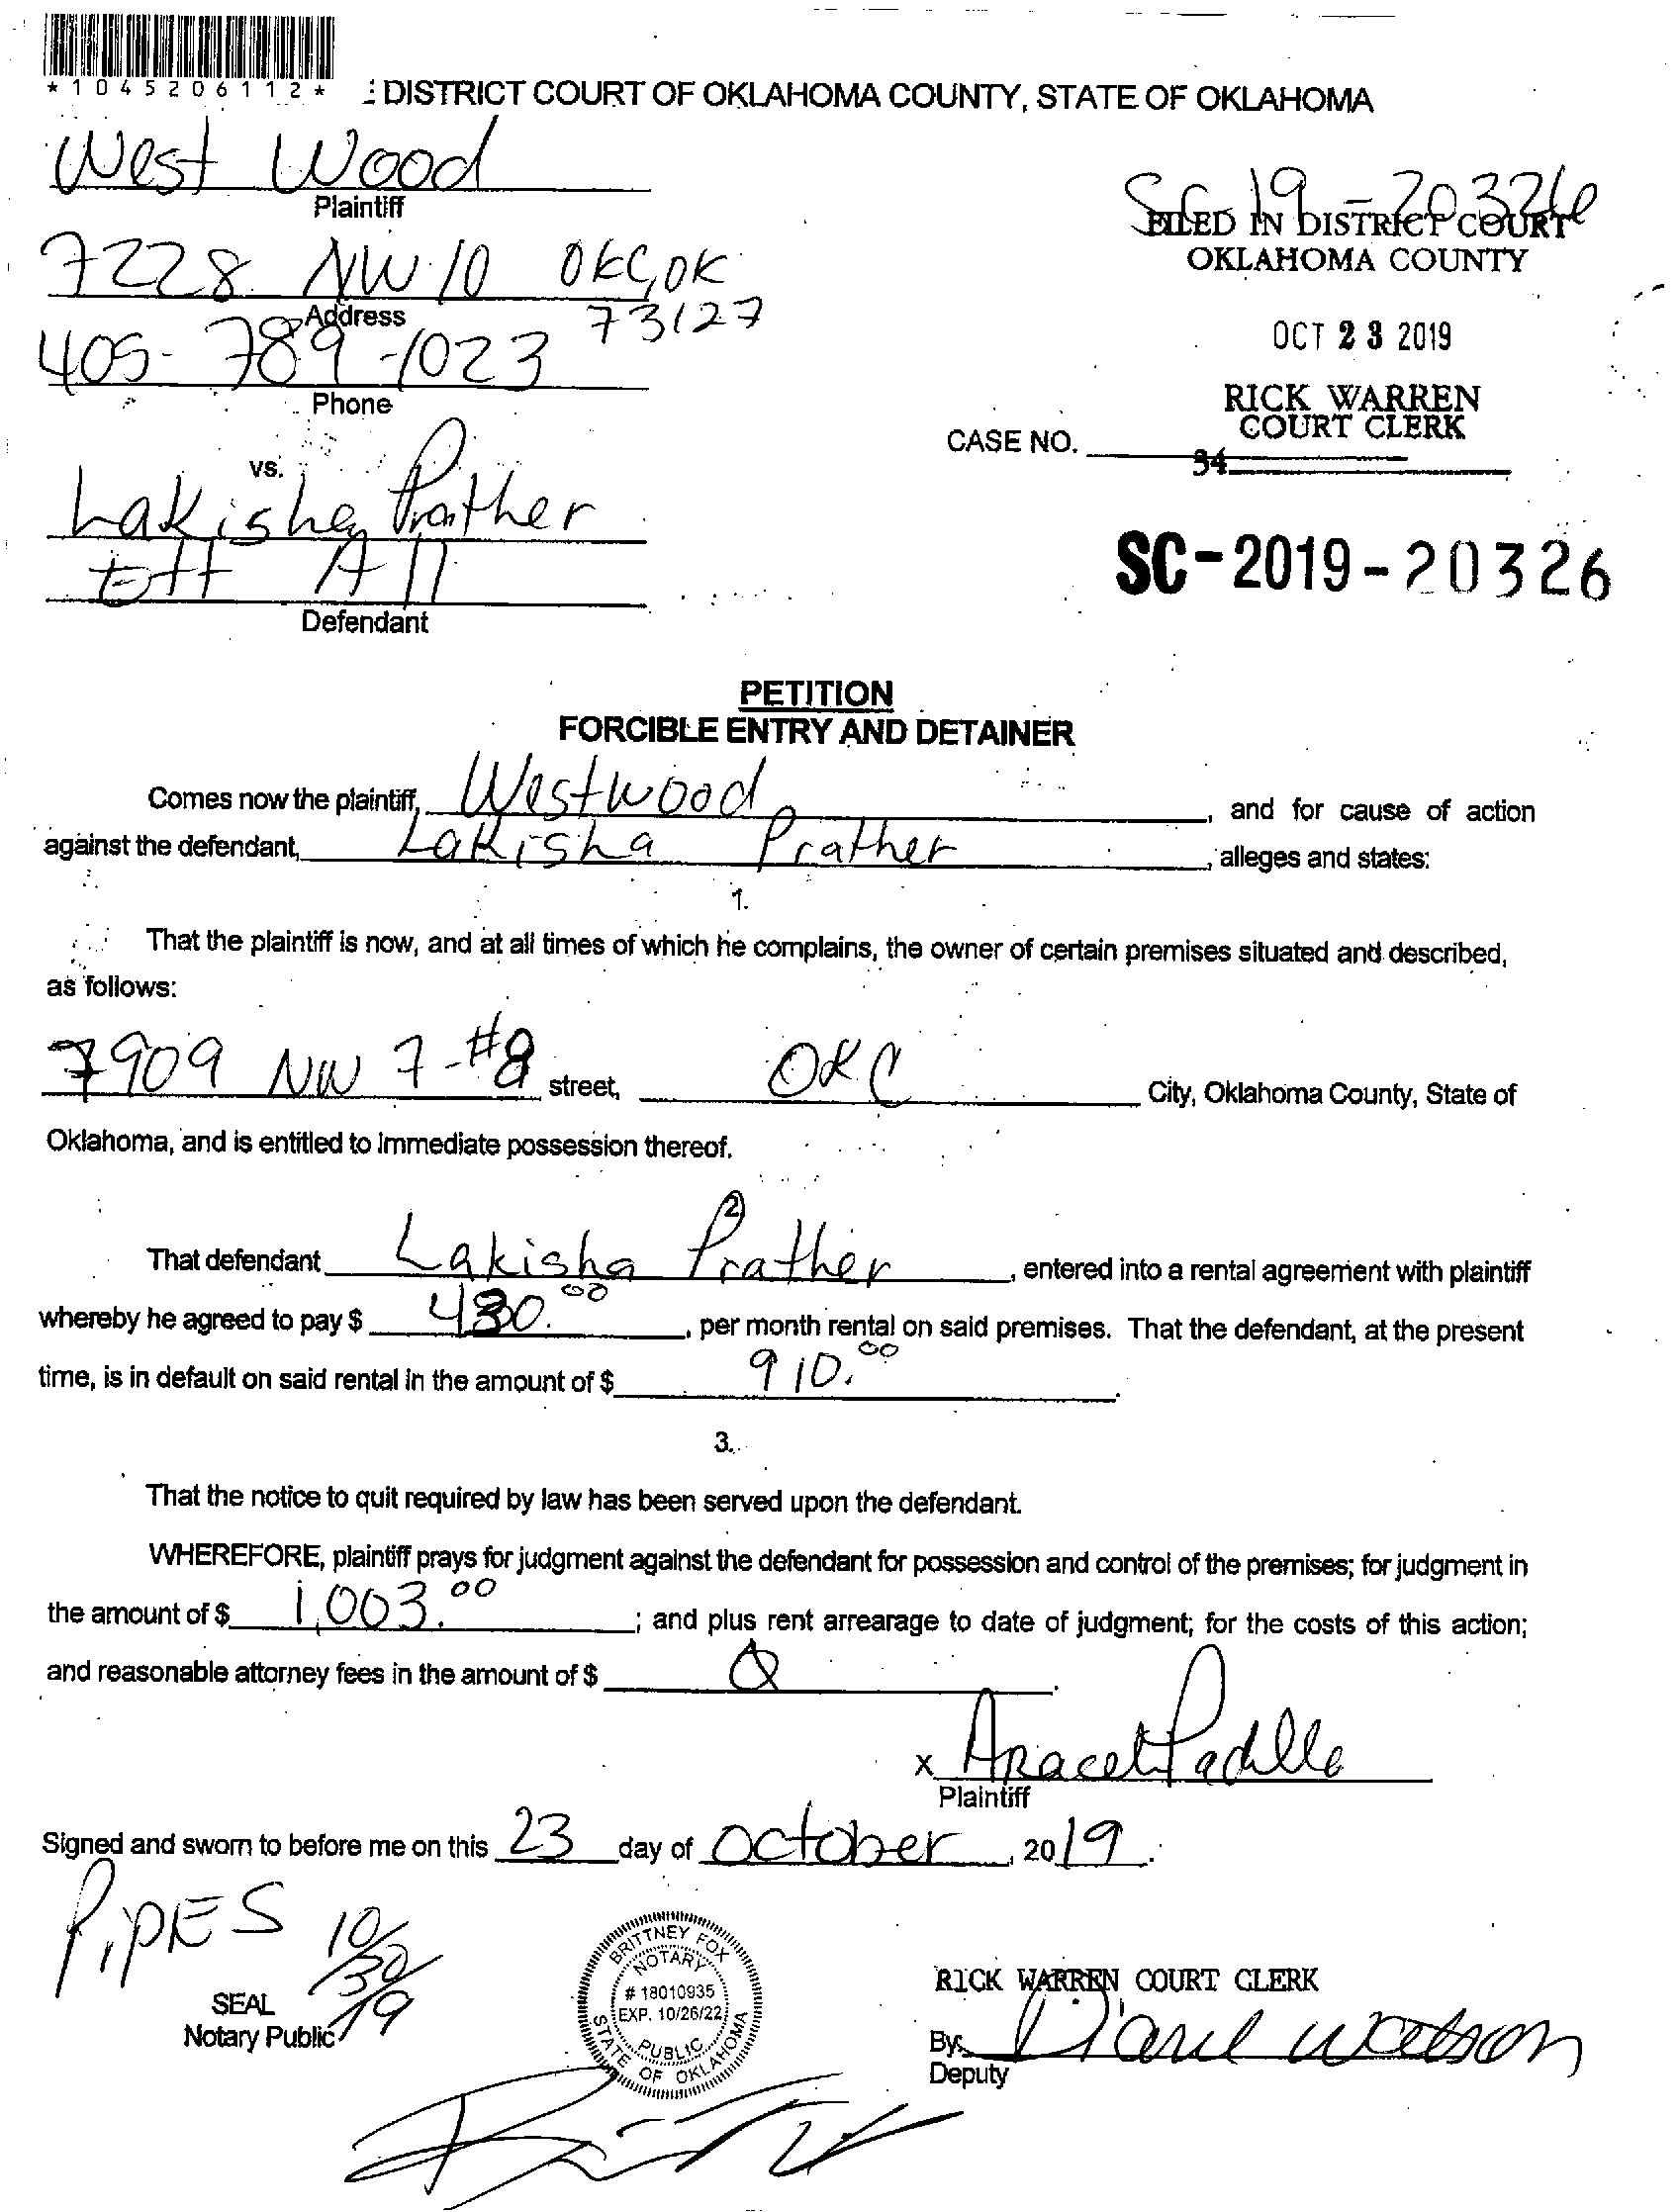 *1045206112*
DISTRICT COURT OF OKLAHOMA COUNTY, STATE OF OKLAHOMA
West Wood
Plaintiff
SC-19-20326
FILED IN DISTRICT COURT
OKLAHOMA COUNTY
7228 NW 10 OKC, OK
73127
Address
OCT 23 2019
405-789-1023
Phone
RICK WARREN
COURT CLERK
CASE NO.
34
vs.
Lakisha Prather
Defendant
SC-2019-20326
PETITION
FORCIBLE ENTRY AND DETAINER
Comes now the plaintiff, Westwood, and for cause of action
against the defendant, Lakisha Prather, alleges and states:
1.
That the plaintiff is now, and at all times of which he complains, the owner of certain premises situated and described,
as follows:
7909 NW 7-#8 street, OKC City, Oklahoma County, State of
Oklahoma, and is entitled to immediate possession thereof.
2
That defendant Lakisha Prather, entered into a rental agreement with plaintiff
whereby he agreed to pay $ 480.00, per month rental on said premises. That the defendant, at the present
time, is in default on said rental in the amount of $ 910.00.
3.
That the notice to quit required by law has been served upon the defendant.
WHEREFORE, plaintiff prays for judgment against the defendant for possession and control of the premises; for judgment in
the amount of $ 1,003.00; and plus rent arrearage to date of judgment; for the costs of this action;
and reasonable attorney fees in the amount of $
x Araceli Padilla
Plaintiff
Signed and sworn to before me on this 23 day of October, 2019.
PiPES 10/30/19
SEAL
Notary Public
BRITTNEY FOX
NOTARY
# 18010935
EXP. 10/26/22
PUBLIC
STATE OF OKLAHOMA
RICK WARREN COURT CLERK
By Diane Watson
Deputy